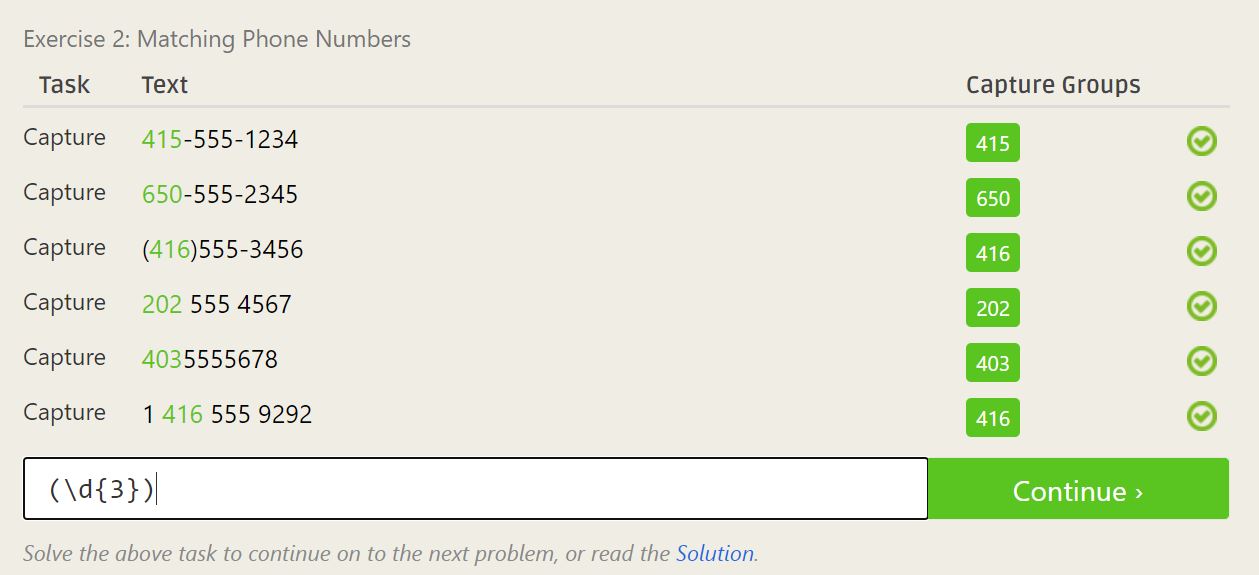 Exercise 2: Matching Phone Numbers
Task Text Capture Groups
Capture 415-555-1234 415
Capture 650-555-2345 650
Capture (416)555-3456 416
Capture 202 555 4567 202
Capture 4035555678 403
Capture 1 416 555 9292 416
(\d{3}) Continue ›
Solve the above task to continue on to the next problem, or read the Solution.